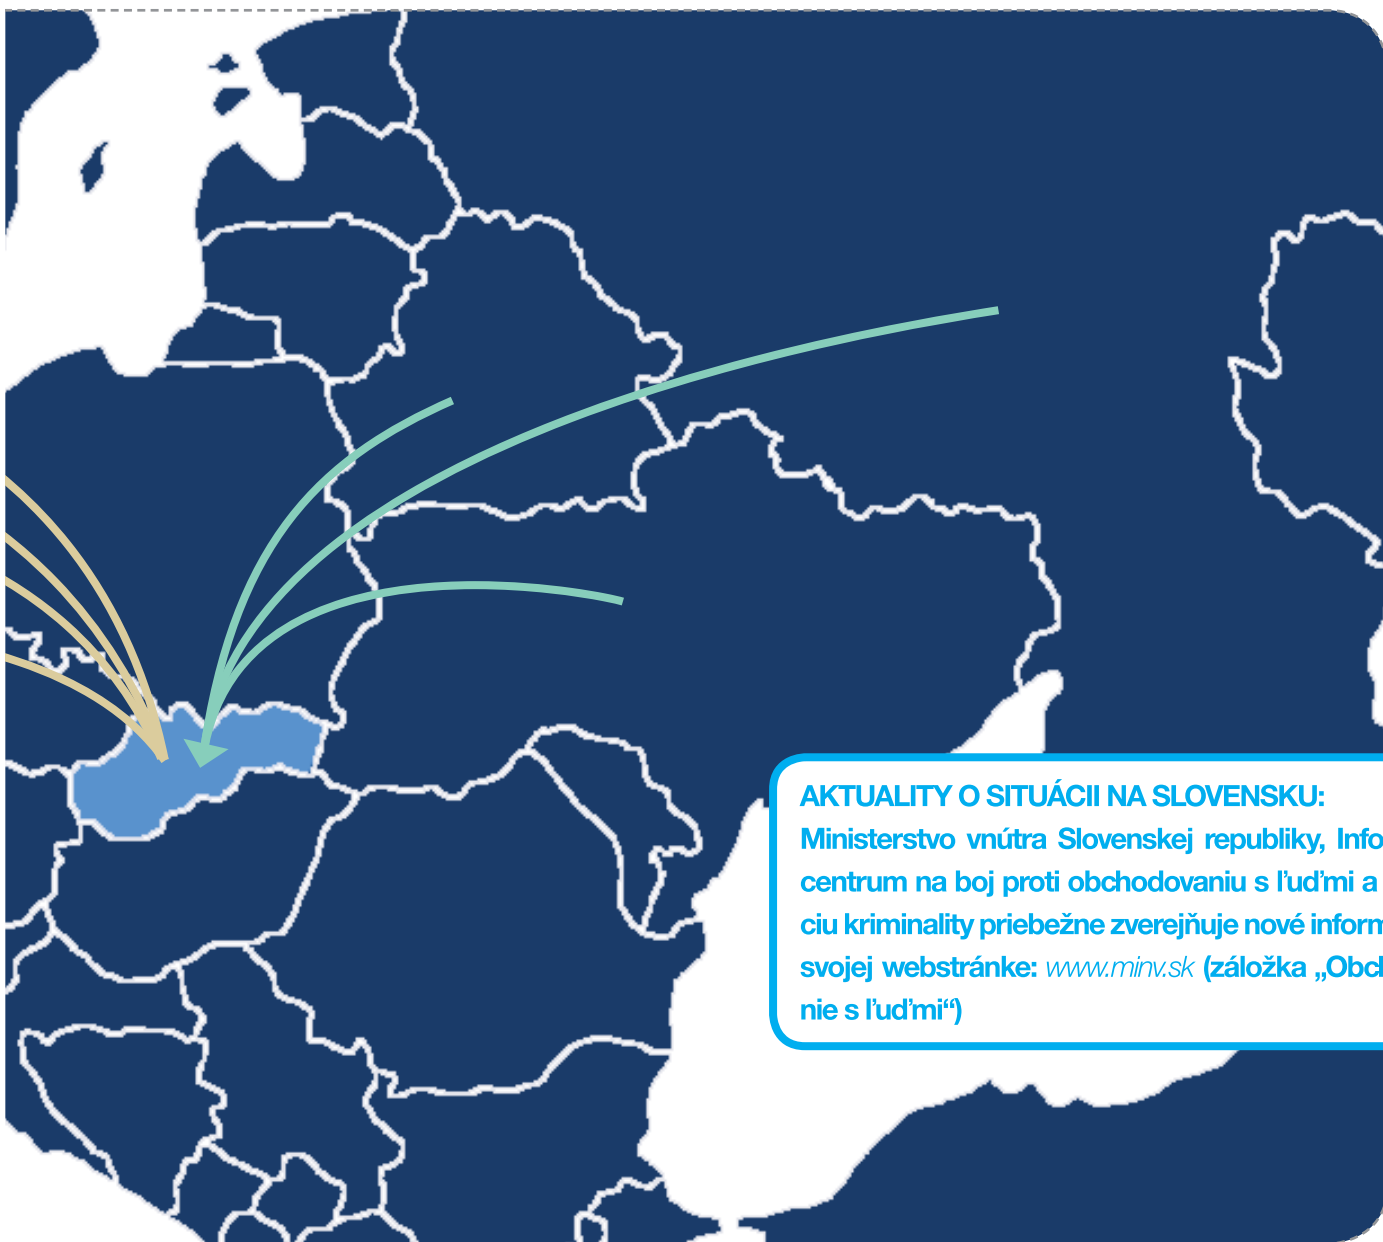 AKTUALITY O SITUÁCII NA SLOVENSKU:
Ministerstvo vnútra Slovenskej republiky, Info
centrum na boj proti obchodovaniu s ľuďmi a
ciu kriminality priebežne zverejňuje nové inform
svojej webstránke: www.minv.sk (záložka „Obch
nie s ľuďmi“)